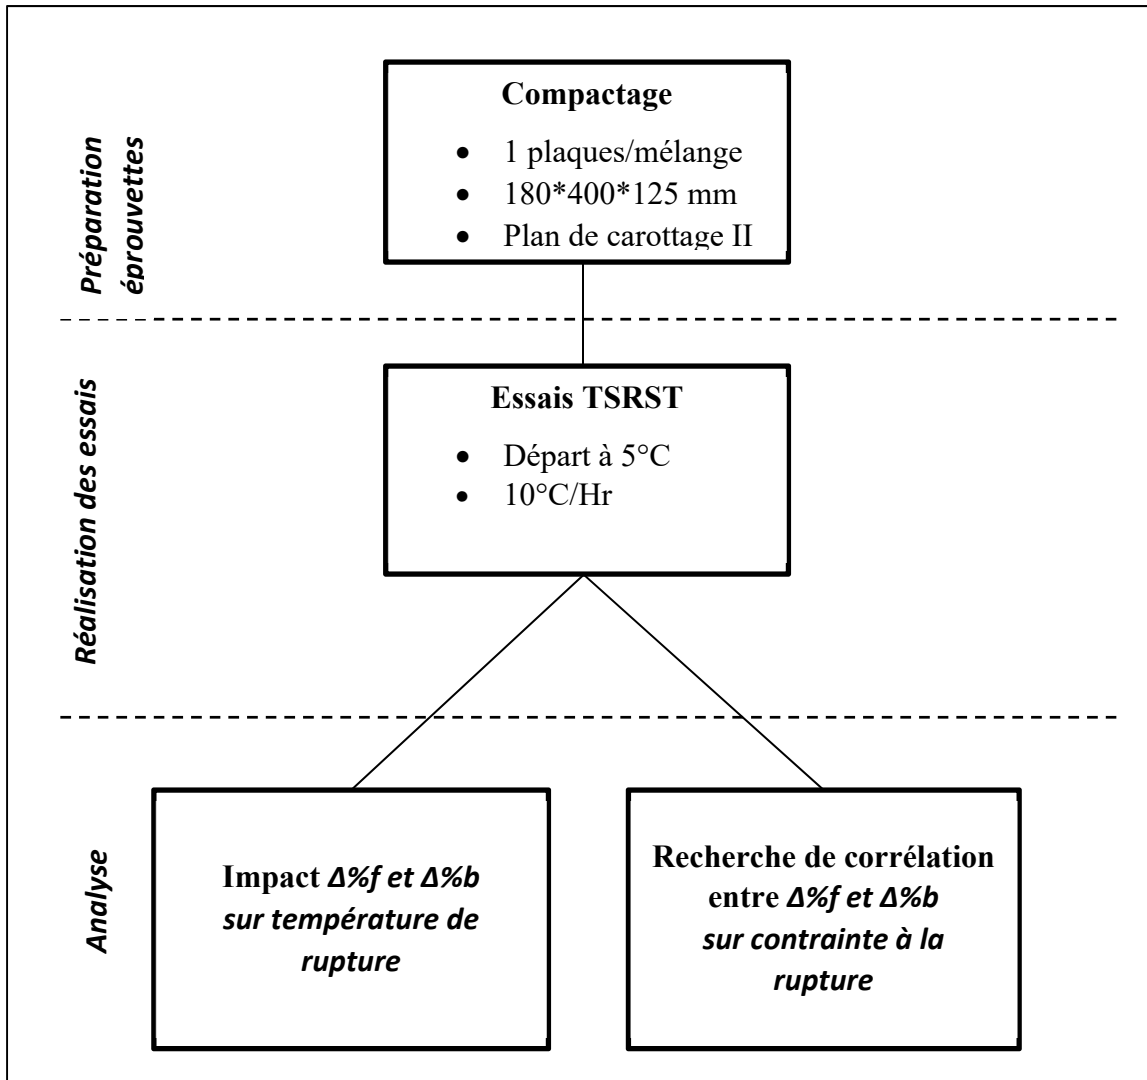 Préparation
éprouvettes
Compactage
• 1 plaques/mélange
• 180*400*125 mm
• Plan de carottage II
Réalisation des essais
Essais TSRST
• Départ à 5°C
• 10°C/Hr
Analyse
Impact Δ%f et Δ%b
sur température de
rupture
Recherche de corrélation
entre Δ%f et Δ%b
sur contrainte à la
rupture